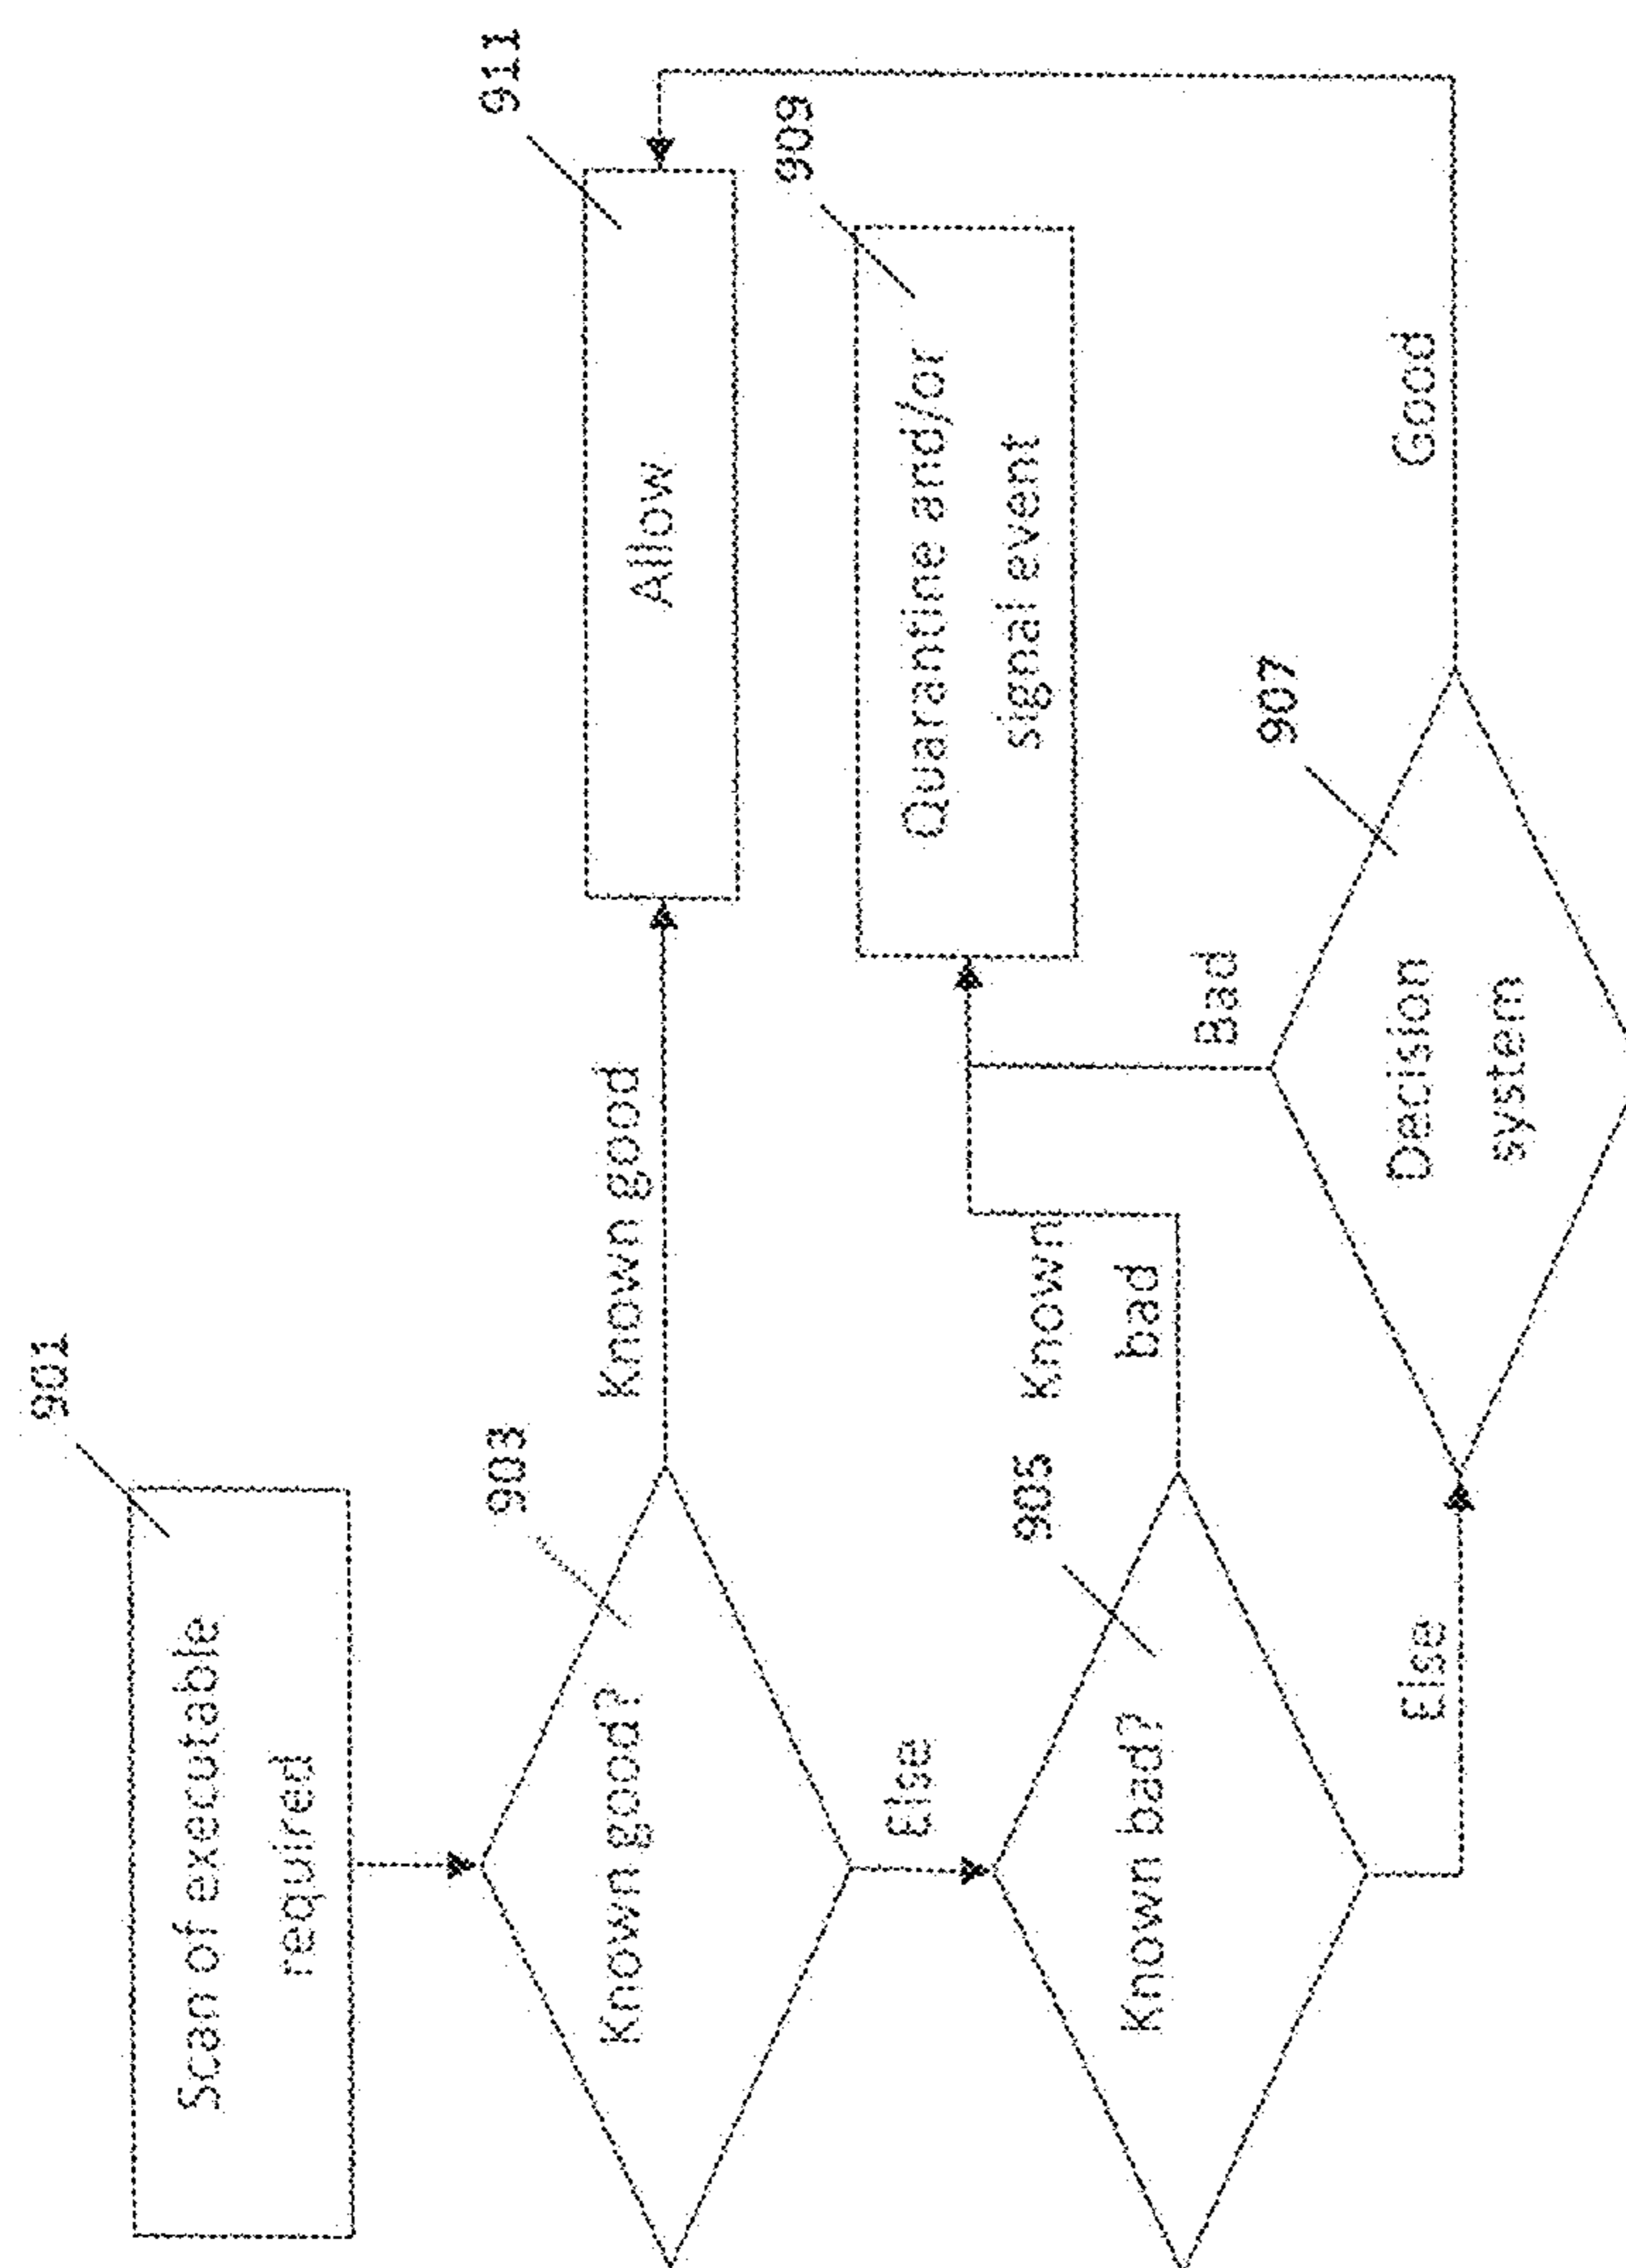 901
Scan of executable
required
903
Known good?
Known good
911
Allow
Else
905
Known bad?
Known
bad
909
Quarantine and/or
signal event
Else
907
Decision
system
Bad
Good